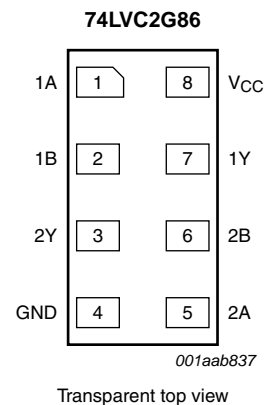 74LVC2G86
1A 1 8 VCC
1B 2 7 1Y
2Y 3 6 2B
GND 4 5 2A
001aab837
Transparent top view